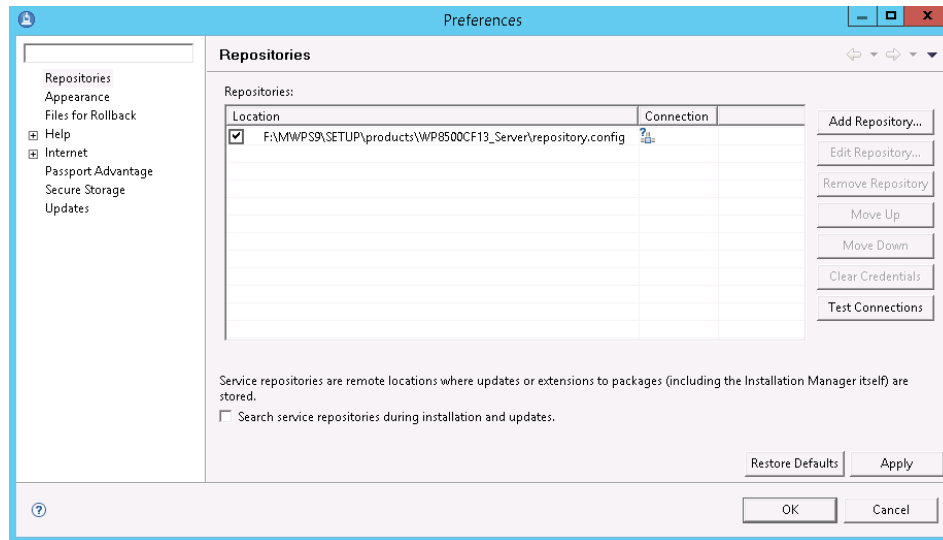 Preferences
Repositories
Appearance
Files for Rollback
Help
Internet
Passport Advantage
Secure Storage
Updates
Repositories
Repositories:
Location
Connection
F:\MWPS9\SETUP\products\WP8500CF13_Server\repository.config
Add Repository...
Edit Repository...
Remove Repository
Move Up
Move Down
Clear Credentials
Test Connections
Service repositories are remote locations where updates or extensions to packages (including the Installation Manager itself) are
stored.
Search service repositories during installation and updates.
Restore Defaults
Apply
OK
Cancel